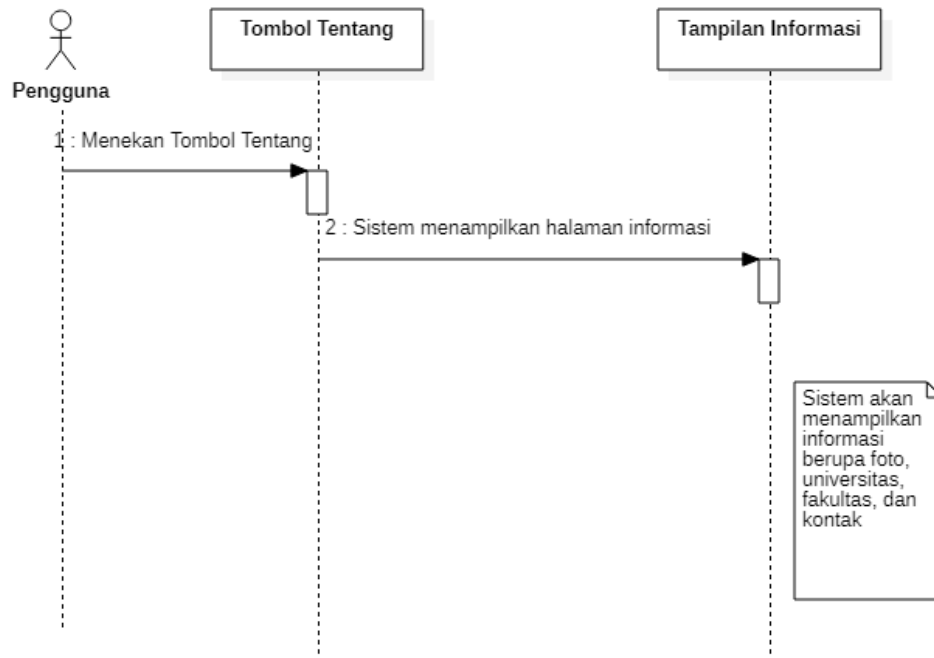 Tombol Tentang
Tampilan Informasi
Pengguna
1 : Menekan Tombol Tentang
2 : Sistem menampilkan halaman informasi
Sistem akan
menampilkan
informasi
berupa foto,
universitas,
fakultas, dan
kontak